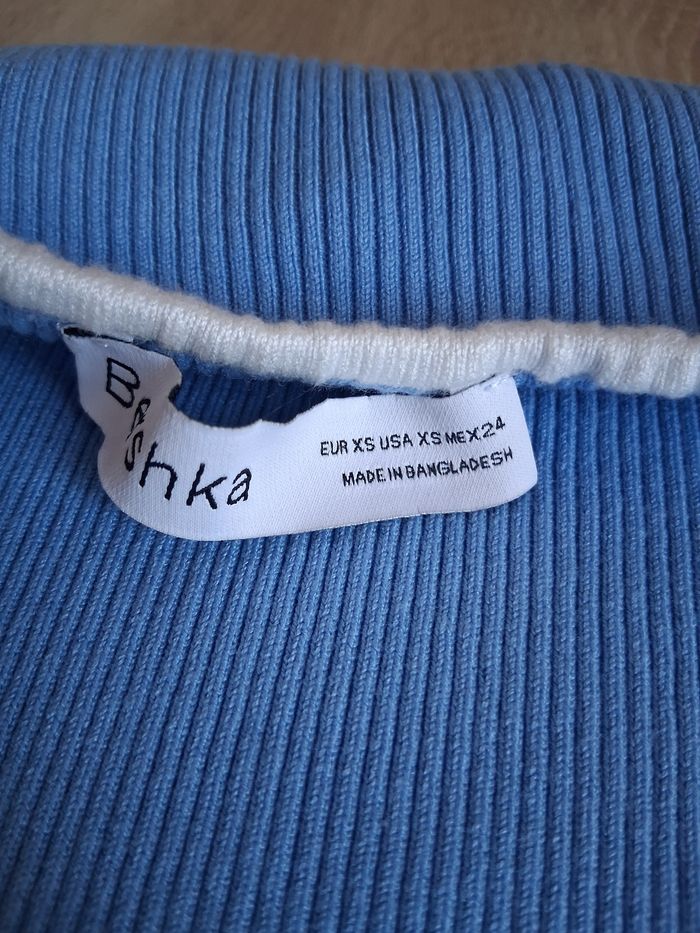 Bershka
EUR XS USA XS MEX 24
MADE IN BANGLADESH